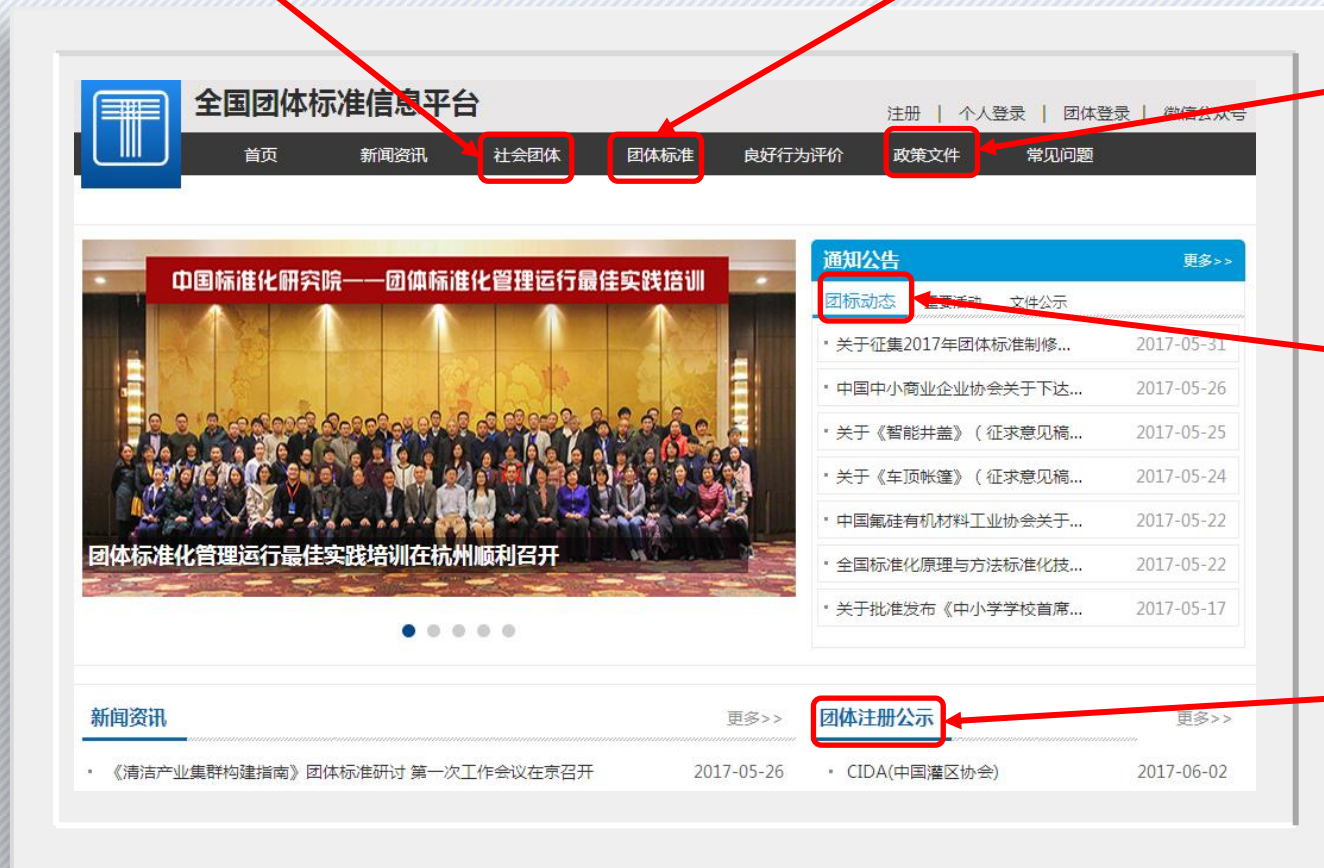 全国团体标准信息平台
注册 | 个人登录 | 团体登录 | 微信公众号
首页 新闻资讯 社会团体 团体标准 良好行为评价 政策文件 常见问题
中国标准化研究院——团体标准化管理运行最佳实践培训
团体标准化管理运行最佳实践培训在杭州顺利召开
通知公告 更多>>
团标动态 重要活动 文件公示
关于征集2017年团体标准制修... 2017-05-31
中国中小商业企业协会关于下达... 2017-05-26
关于《智能井盖》(征求意见稿... 2017-05-25
关于《车顶帐篷》(征求意见稿... 2017-05-24
中国氟硅有机材料工业协会关于... 2017-05-22
全国标准化原理与方法标准化技... 2017-05-22
关于批准发布《中小学学校首席... 2017-05-17
新闻资讯 更多>>
《清洁产业集群构建指南》团体标准研讨 第一次工作会议在京召开 2017-05-26
团体注册公示 更多>>
CIDA(中国灌区协会) 2017-06-02